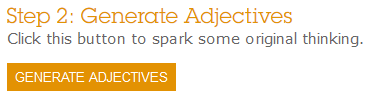 Step 2: Generate Adjectives
Click this button to spark some original thinking.
GENERATE ADJECTIVES